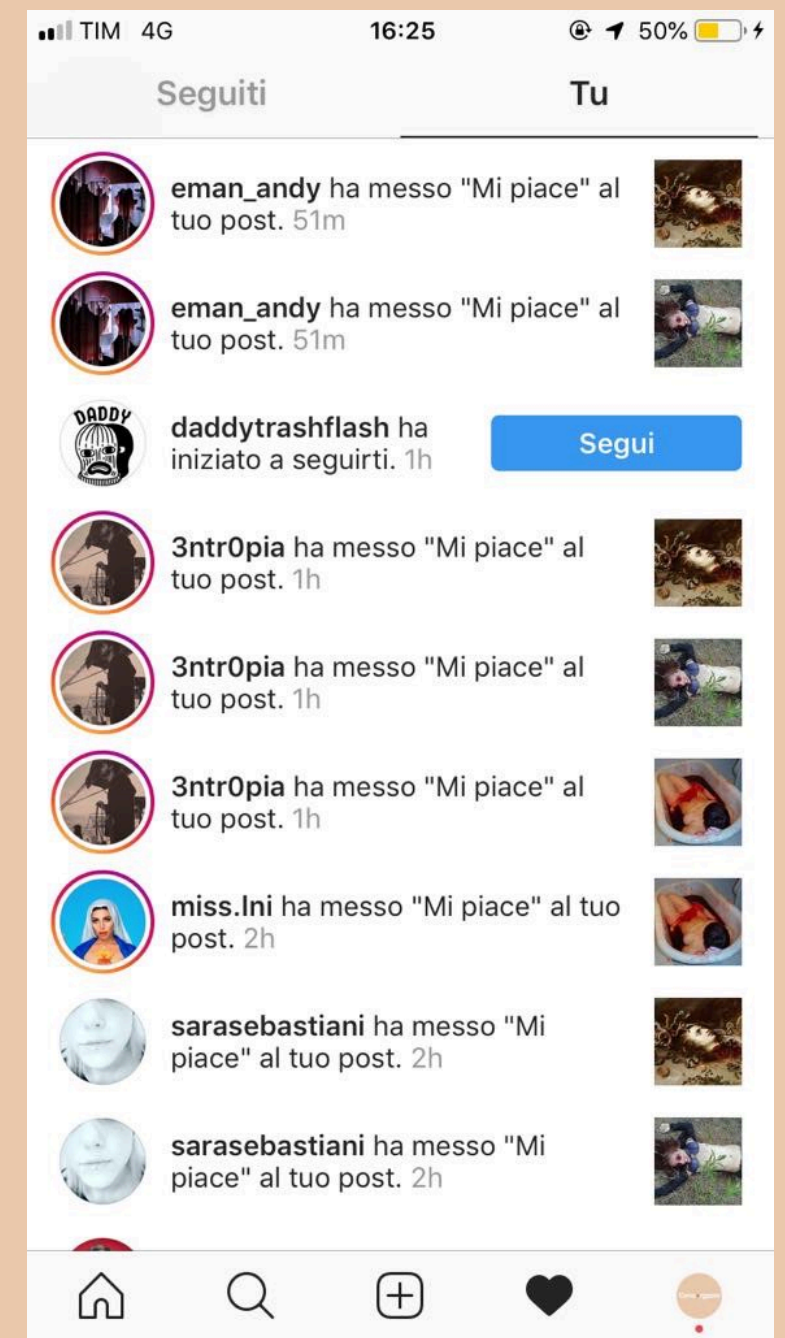 TIM 4G 16:25 50%
Seguiti Tu
eman_andy ha messo "Mi piace" al
tuo post. 51m
eman_andy ha messo "Mi piace" al
tuo post. 51m
DADDY
daddytrashflash ha
iniziato a seguirti. 1h
Segui
3ntr0pia ha messo "Mi piace" al
tuo post. 1h
3ntr0pia ha messo "Mi piace" al
tuo post. 1h
3ntr0pia ha messo "Mi piace" al
tuo post. 1h
miss.lni ha messo "Mi piace" al tuo
post. 2h
sarasebastiani ha messo "Mi
piace" al tuo post. 2h
sarasebastiani ha messo "Mi
piace" al tuo post. 2h